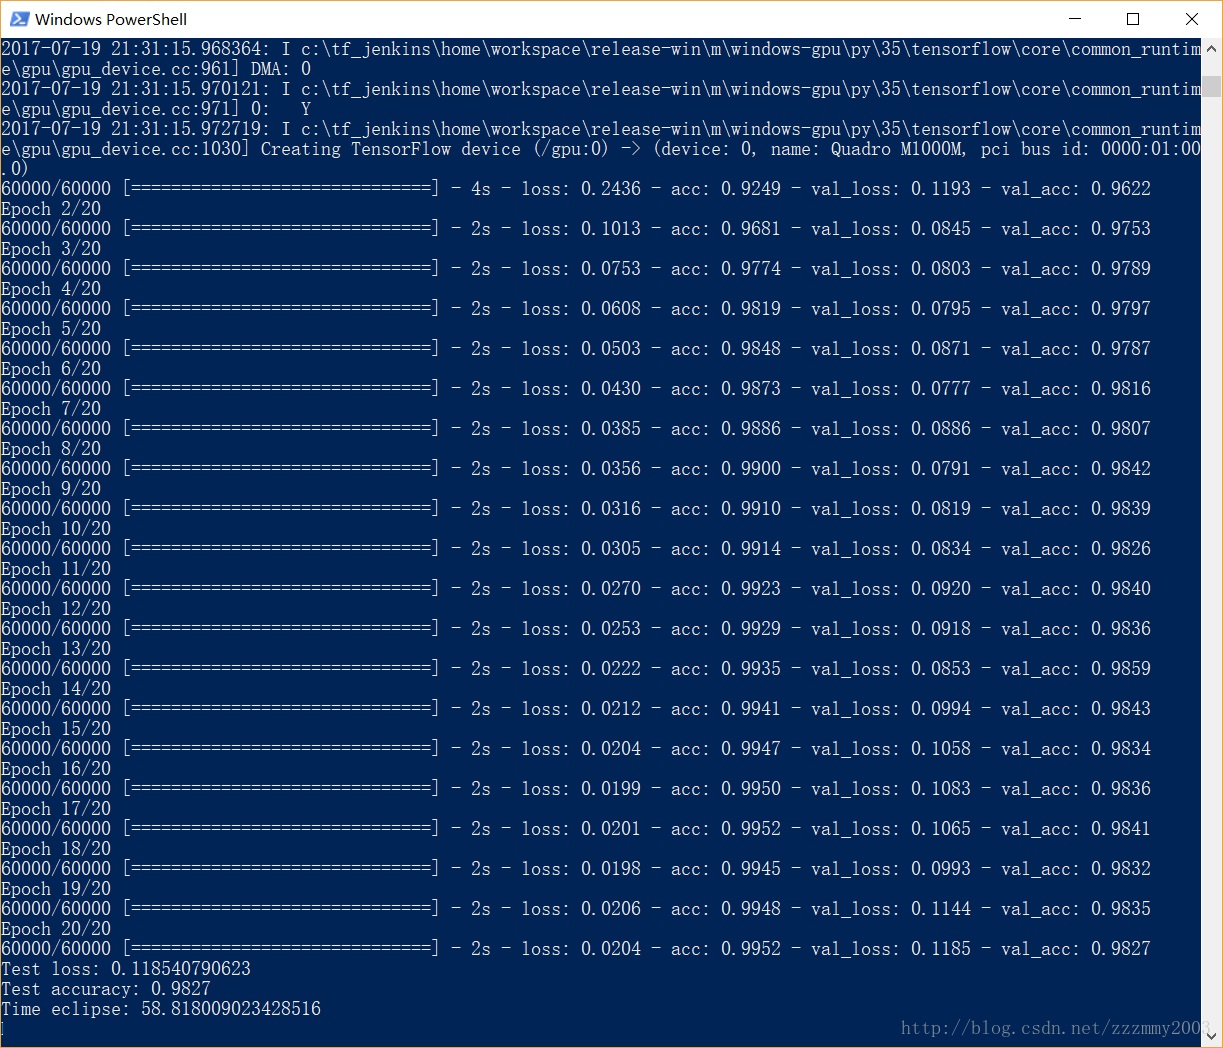 Windows PowerShell
2017-07-19 21:31:15.968364: I c:\tf_jenkins\home\workspace\release-win\m\windows-gpu\py\35\tensorflow\core\common_runtim
e\gpu\gpu_device.cc:961] DMA: 0
2017-07-19 21:31:15.970121: I c:\tf_jenkins\home\workspace\release-win\m\windows-gpu\py\35\tensorflow\core\common_runtim
e\gpu\gpu_device.cc:971] 0:   Y
2017-07-19 21:31:15.972719: I c:\tf_jenkins\home\workspace\release-win\m\windows-gpu\py\35\tensorflow\core\common_runtim
e\gpu\gpu_device.cc:1030] Creating TensorFlow device (/gpu:0) -> (device: 0, name: Quadro M1000M, pci bus id: 0000:01:00
.0)
60000/60000 [==============================] - 4s - loss: 0.2436 - acc: 0.9249 - val_loss: 0.1193 - val_acc: 0.9622
Epoch 2/20
60000/60000 [==============================] - 2s - loss: 0.1013 - acc: 0.9681 - val_loss: 0.0845 - val_acc: 0.9753
Epoch 3/20
60000/60000 [==============================] - 2s - loss: 0.0753 - acc: 0.9774 - val_loss: 0.0803 - val_acc: 0.9789
Epoch 4/20
60000/60000 [==============================] - 2s - loss: 0.0608 - acc: 0.9819 - val_loss: 0.0795 - val_acc: 0.9797
Epoch 5/20
60000/60000 [==============================] - 2s - loss: 0.0503 - acc: 0.9848 - val_loss: 0.0871 - val_acc: 0.9787
Epoch 6/20
60000/60000 [==============================] - 2s - loss: 0.0430 - acc: 0.9873 - val_loss: 0.0777 - val_acc: 0.9816
Epoch 7/20
60000/60000 [==============================] - 2s - loss: 0.0385 - acc: 0.9886 - val_loss: 0.0886 - val_acc: 0.9807
Epoch 8/20
60000/60000 [==============================] - 2s - loss: 0.0356 - acc: 0.9900 - val_loss: 0.0791 - val_acc: 0.9842
Epoch 9/20
60000/60000 [==============================] - 2s - loss: 0.0316 - acc: 0.9910 - val_loss: 0.0819 - val_acc: 0.9839
Epoch 10/20
60000/60000 [==============================] - 2s - loss: 0.0305 - acc: 0.9914 - val_loss: 0.0834 - val_acc: 0.9826
Epoch 11/20
60000/60000 [==============================] - 2s - loss: 0.0270 - acc: 0.9923 - val_loss: 0.0920 - val_acc: 0.9840
Epoch 12/20
60000/60000 [==============================] - 2s - loss: 0.0253 - acc: 0.9929 - val_loss: 0.0918 - val_acc: 0.9836
Epoch 13/20
60000/60000 [==============================] - 2s - loss: 0.0222 - acc: 0.9935 - val_loss: 0.0853 - val_acc: 0.9859
Epoch 14/20
60000/60000 [==============================] - 2s - loss: 0.0212 - acc: 0.9941 - val_loss: 0.0994 - val_acc: 0.9843
Epoch 15/20
60000/60000 [==============================] - 2s - loss: 0.0204 - acc: 0.9947 - val_loss: 0.1058 - val_acc: 0.9834
Epoch 16/20
60000/60000 [==============================] - 2s - loss: 0.0199 - acc: 0.9950 - val_loss: 0.1083 - val_acc: 0.9836
Epoch 17/20
60000/60000 [==============================] - 2s - loss: 0.0201 - acc: 0.9952 - val_loss: 0.1065 - val_acc: 0.9841
Epoch 18/20
60000/60000 [==============================] - 2s - loss: 0.0198 - acc: 0.9945 - val_loss: 0.0993 - val_acc: 0.9832
Epoch 19/20
60000/60000 [==============================] - 2s - loss: 0.0206 - acc: 0.9948 - val_loss: 0.1144 - val_acc: 0.9835
Epoch 20/20
60000/60000 [==============================] - 2s - loss: 0.0204 - acc: 0.9952 - val_loss: 0.1185 - val_acc: 0.9827
Test loss: 0.118540790623
Test accuracy: 0.9827
Time eclipse: 58.818009023428516
http://blog.csdn.net/zzzmmy2003